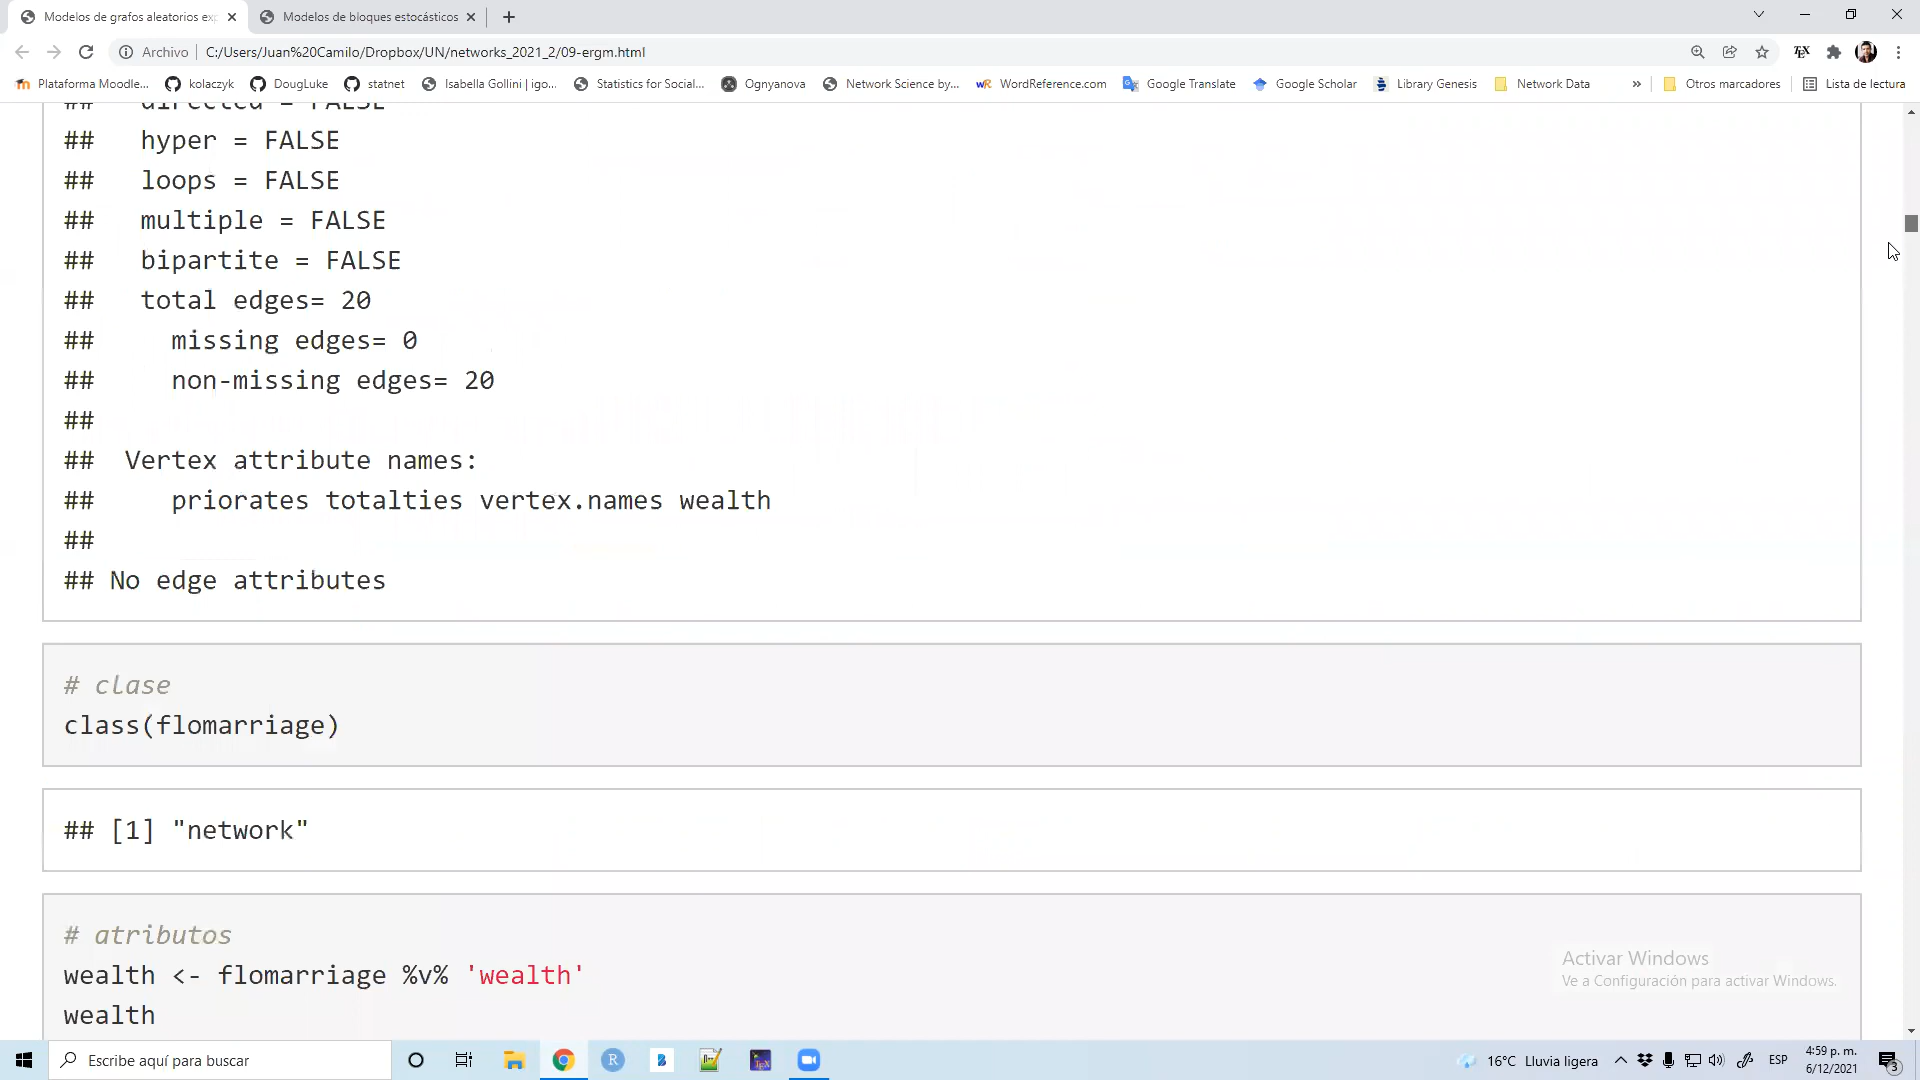 Modelos de grafos aleatorios exp
Modelos de bloques estocásticos
Archivo
C:/Users/Juan%20Camilo/Dropbox/UN/networks_2021_2/09-ergm.html
Plataforma Moodle...
kolaczyk
DougLuke
statnet
Isabella Gollini | igo...
Statistics for Social...
Ognyanova
Network Science by...
WordReference.com
Google Translate
Google Scholar
Library Genesis
Network Data
»
Otros marcadores
Lista de lectura
## directed = FALSE
## hyper = FALSE
## loops = FALSE
## multiple = FALSE
## bipartite = FALSE
## total edges= 20
## missing edges= 0
## non-missing edges= 20
##
## Vertex attribute names:
## priorates totalties vertex.names wealth
##
## No edge attributes
# clase
class(flomarriage)
## [1] "network"
# atributos
wealth <- flomarriage %v% 'wealth'
wealth
Activar Windows
Ve a Configuración para activar Windows.
Escribe aquí para buscar
16°C Lluvia ligera
ESP
4:59 p. m.
6/12/2021
3